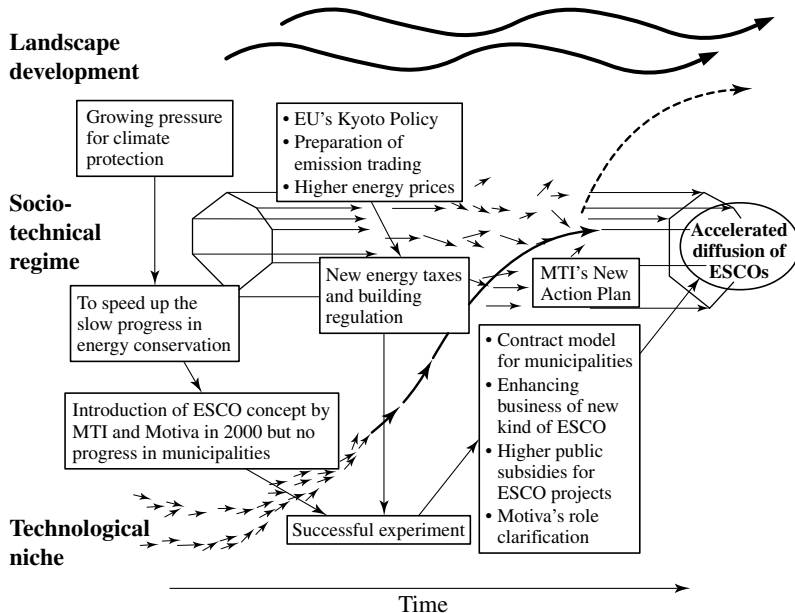 Landscape
development
Growing pressure
for climate
protection
• EU's Kyoto Policy
• Preparation of
emission trading
• Higher energy prices
Socio-
technical
regime
Accelerated
diffusion of
ESCOs
New energy taxes
and building
regulation
MTI's New
Action Plan
To speed up the
slow progress in
energy conservation
• Contract model
for municipalities
• Enhancing
business of new
kind of ESCO
• Higher public
subsidies for
ESCO projects
• Motiva's role
clarification
Introduction of ESCO concept by
MTI and Motiva in 2000 but no
progress in municipalities
Technological
niche
Successful experiment
Time